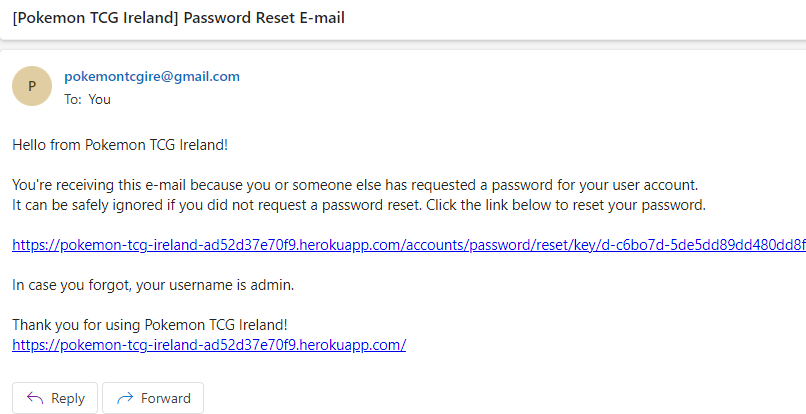 [Pokemon TCG Ireland] Password Reset E-mail
P
pokemontcgire@gmail.com
To: You
Hello from Pokemon TCG Ireland!
You're receiving this e-mail because you or someone else has requested a password for your user account.
It can be safely ignored if you did not request a password reset. Click the link below to reset your password.
https://pokemon-tcg-ireland-ad52d37e70f9.herokuapp.com/accounts/password/reset/key/d-c6bo7d-5de5dd89dd480dd8f
In case you forgot, your username is admin.
Thank you for using Pokemon TCG Ireland!
https://pokemon-tcg-ireland-ad52d37e70f9.herokuapp.com/
Reply
Forward